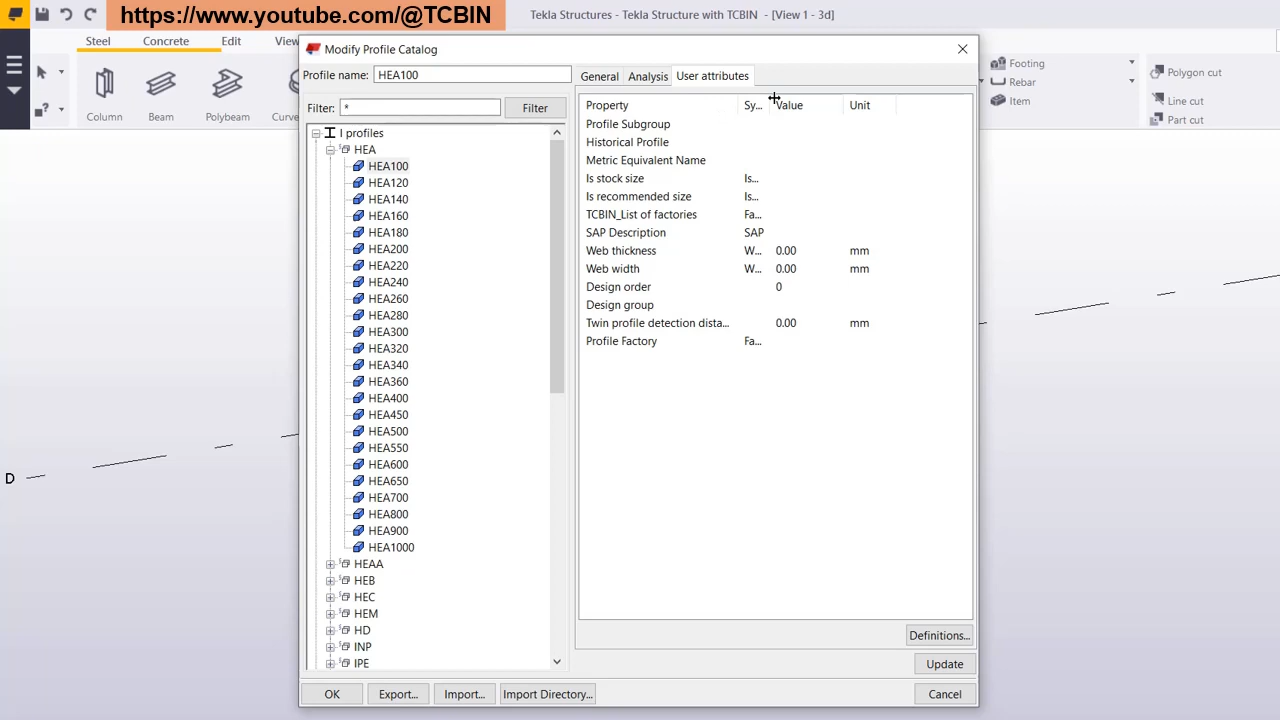 https://www.youtube.com/@TCBIN
Tekla Structures - Tekla Structure with TCBIN - [View 1 - 3d]
Steel
Concrete
Edit
View
Column
Beam
Polybeam
Footing
Rebar
Item
Polygon cut
Line cut
Part cut
D
Modify Profile Catalog
Profile name:
HEA100
Filter:
*
Filter
I profiles
HEA
HEA100
HEA120
HEA140
HEA160
HEA180
HEA200
HEA220
HEA240
HEA260
HEA280
HEA300
HEA320
HEA340
HEA360
HEA400
HEA450
HEA500
HEA550
HEA600
HEA650
HEA700
HEA800
HEA900
HEA1000
HEAA
HEB
HEC
HEM
HD
INP
IPE
General
Analysis
User attributes
Property Sy... Value Unit
Profile Subgroup
Historical Profile
Metric Equivalent Name
Is stock size Is...
Is recommended size Is...
TCBIN_List of factories Fa...
SAP Description SAP
Web thickness W... 0.00 mm
Web width W... 0.00 mm
Design order 0
Design group
Twin profile detection dista... 0.00 mm
Profile Factory Fa...
Definitions...
Update
OK
Export...
Import...
Import Directory...
Cancel